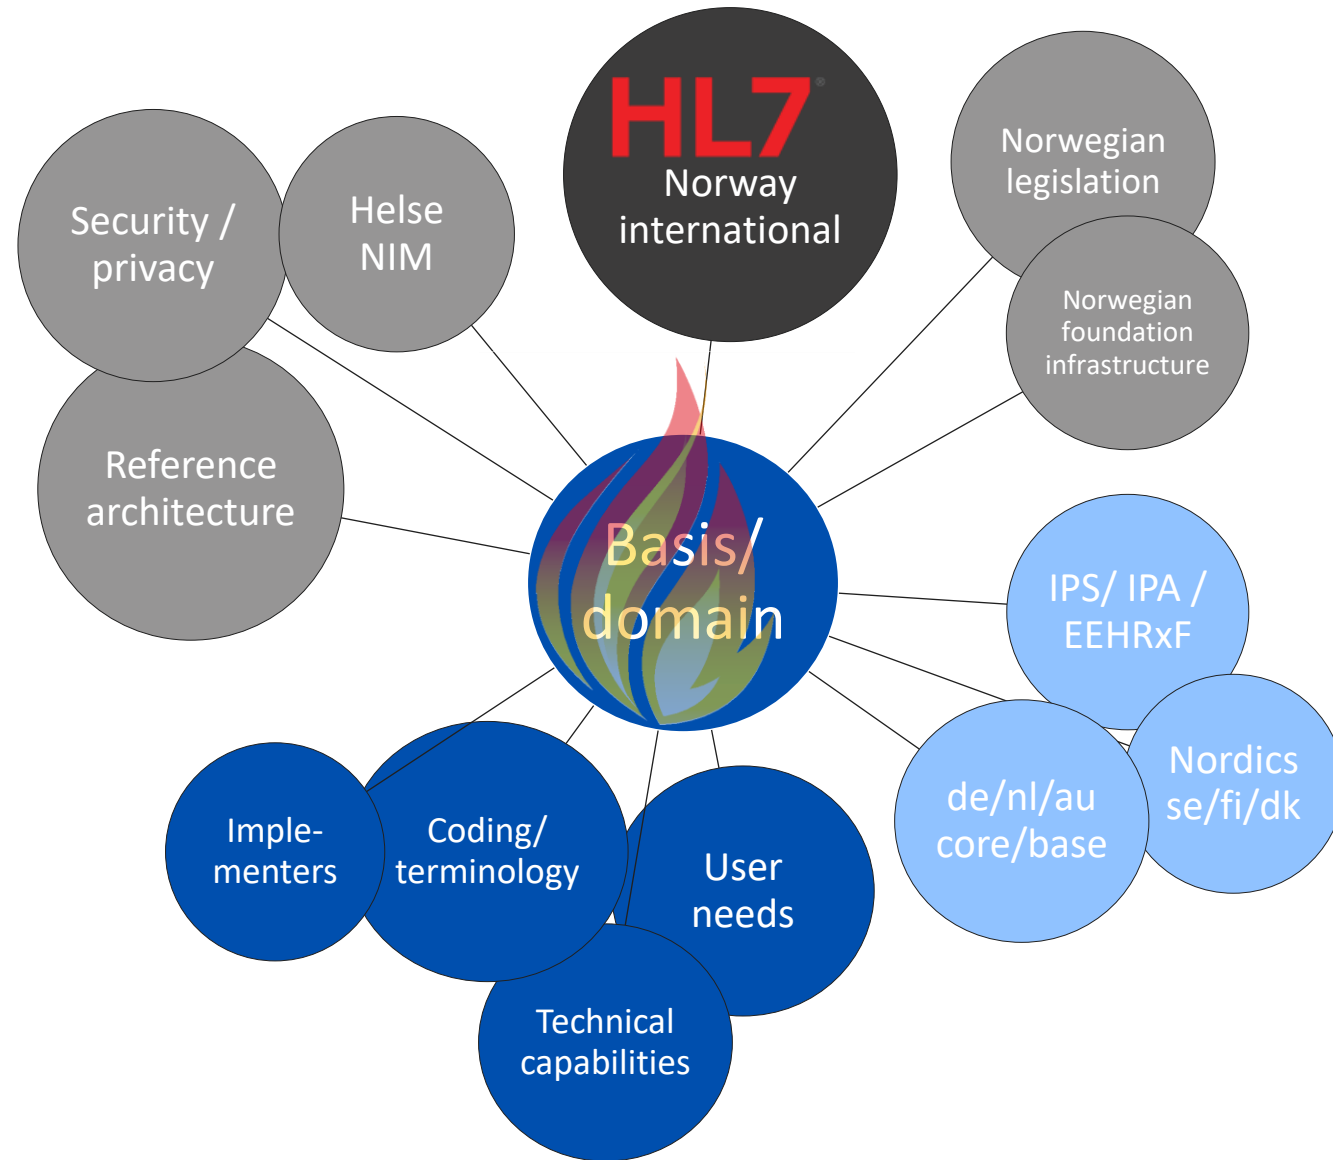 HL7®
Norway
international
Norwegian
legislation
Security /
privacy
Helse
NIM
Norwegian
foundation
infrastructure
Reference
architecture
Basis/
domain
IPS/ IPA /
EEHRxF
Nordics
se/fi/dk
de/nl/au
core/base
Imple-
menters
Coding/
terminology
User
needs
Technical
capabilities